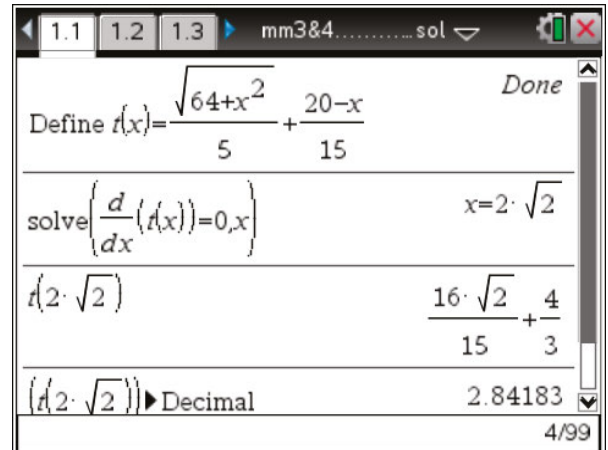 1.1 1.2 1.3 mm3&4............sol
Define t(x)=√(64+x²)/5+(20−x)/15 Done
solve(d/dx(t(x))=0,x) x=2·√2
t(2·√2) 16·√2/15+4/3
(t(2·√2))▶Decimal 2.84183
4/99